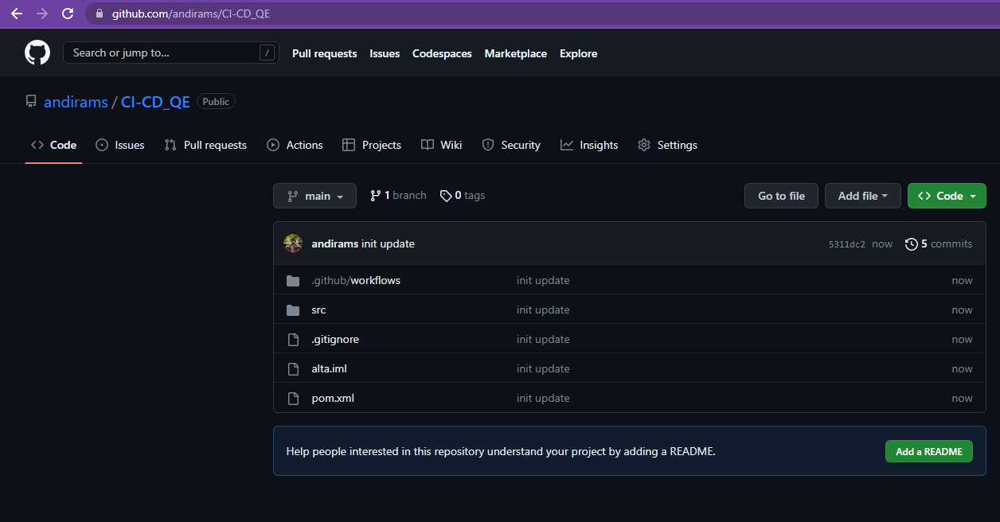 github.com/andirams/CI-CD_QE
Search or jump to... /
Pull requests Issues Codespaces Marketplace Explore
andirams / CI-CD_QE Public
Code Issues Pull requests Actions Projects Wiki Security Insights Settings
main 1 branch 0 tags Go to file Add file Code
andirams init update 5311dc2 now 5 commits
.github/workflows init update now
src init update now
.gitignore init update now
alta.iml init update now
pom.xml init update now
Help people interested in this repository understand your project by adding a README. Add a README